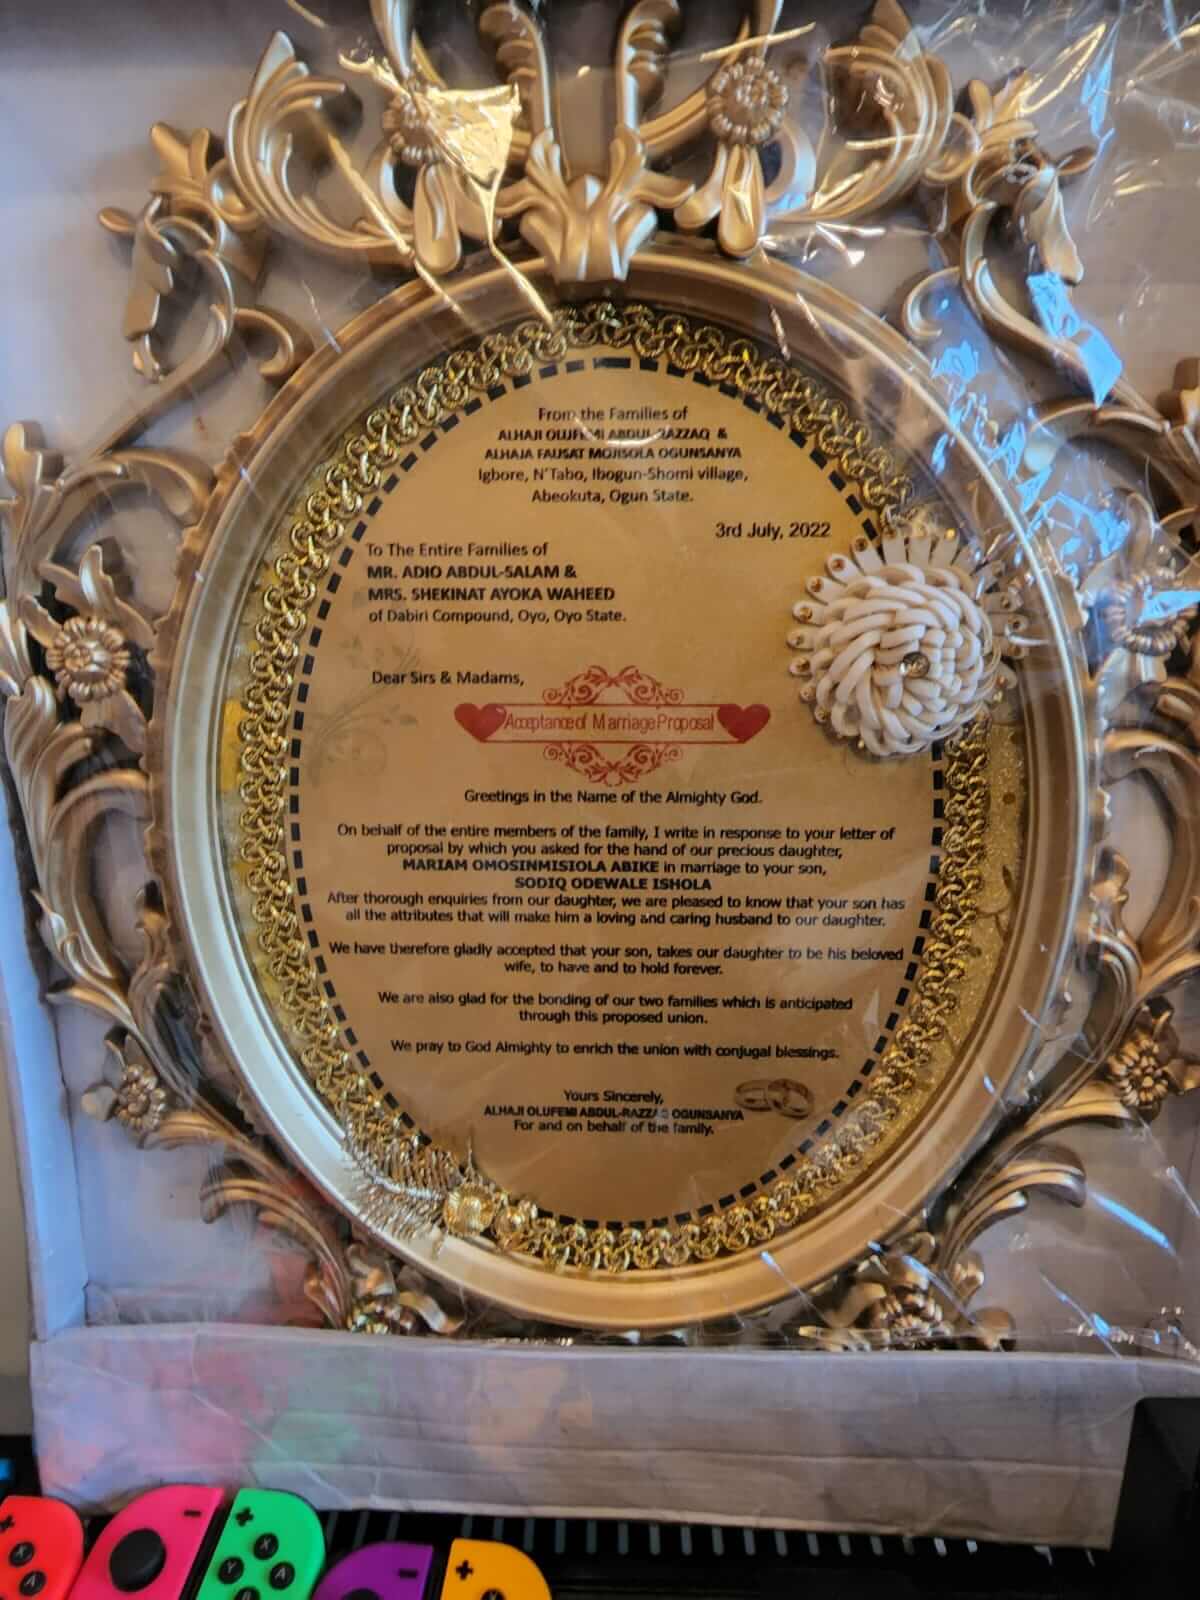 From the Families of
ALHAJI OLUFEMI ABDUL-RAZZAQ &
ALHAJA FAUSAT MOJISOLA OGUNSANYA
Igbore, N'Tabo, Ibogun-Shomi village,
Abeokuta, Ogun State.
3rd July, 2022
To The Entire Families of
MR. ADIO ABDUL-SALAM &
MRS. SHEKINAT AYOKA WAHEED
of Dabiri Compound, Oyo, Oyo State.
Dear Sirs & Madams,
Acceptance of Marriage Proposal
Greetings in the Name of the Almighty God.
On behalf of the entire members of the family, I write in response to your letter of
proposal by which you asked for the hand of our precious daughter,
MARIAM OMOSINMISIOLA ABIKE in marriage to your son,
SODIQ ODEWALE ISHOLA
After thorough enquiries from our daughter, we are pleased to know that your son has
all the attributes that will make him a loving and caring husband to our daughter.
We have therefore gladly accepted that your son, takes our daughter to be his beloved
wife, to have and to hold forever.
We are also glad for the bonding of our two families which is anticipated
through this proposed union.
We pray to God Almighty to enrich the union with conjugal blessings.
Yours Sincerely,
ALHAJI OLUFEMI ABDUL-RAZZAQ OGUNSANYA
For and on behalf of the family.
X
A
X
Y
A
B